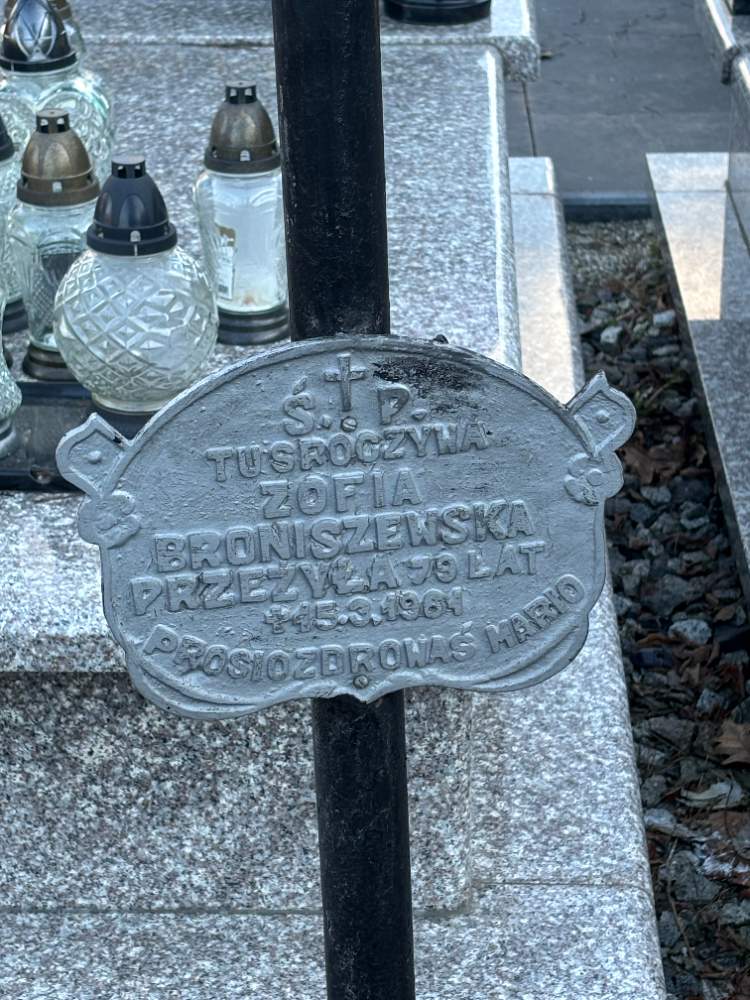 Ś. † P.
TU SPOCZYWA
ZOFIA
BRONISZEWSKA
PRZEŻYŁA 79 LAT
† 15.3.1961
PROSI O ZDROWAŚ MARIO